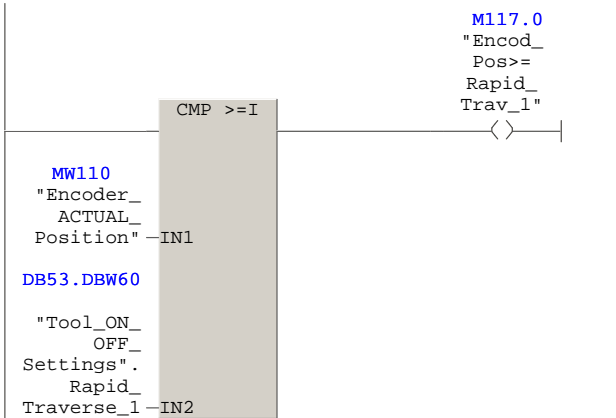 M117.0
"Encod_
Pos>=
Rapid_
Trav_1"
CMP >=I
MW110
"Encoder_
ACTUAL_
Position"
IN1
DB53.DBW60
"Tool_ON_
OFF_
Settings".
Rapid_
Traverse_1
IN2